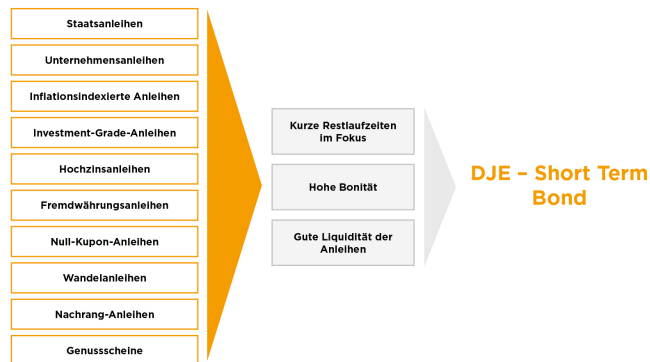 Staatsanleihen
Unternehmensanleihen
Inflationsindexierte Anleihen
Investment-Grade-Anleihen
Hochzinsanleihen
Fremdwährungsanleihen
Null-Kupon-Anleihen
Wandelanleihen
Nachrang-Anleihen
Genussscheine
Kurze Restlaufzeiten
im Fokus
Hohe Bonität
Gute Liquidität der
Anleihen
DJE – Short Term
Bond